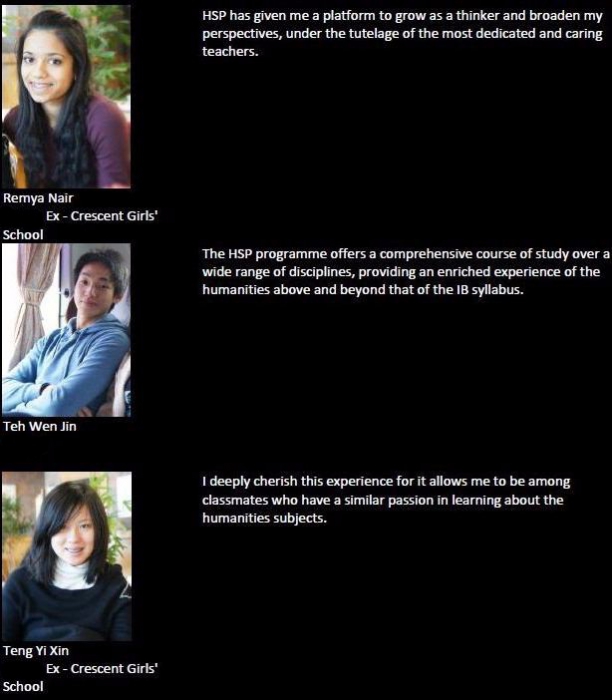 HSP has given me a platform to grow as a thinker and broaden my
perspectives, under the tutelage of the most dedicated and caring
teachers.
Remya Nair
Ex - Crescent Girls'
School
The HSP programme offers a comprehensive course of study over a
wide range of disciplines, providing an enriched experience of the
humanities above and beyond that of the IB syllabus.
Teh Wen Jin
I deeply cherish this experience for it allows me to be among
classmates who have a similar passion in learning about the
humanities subjects.
Teng Yi Xin
Ex - Crescent Girls'
School